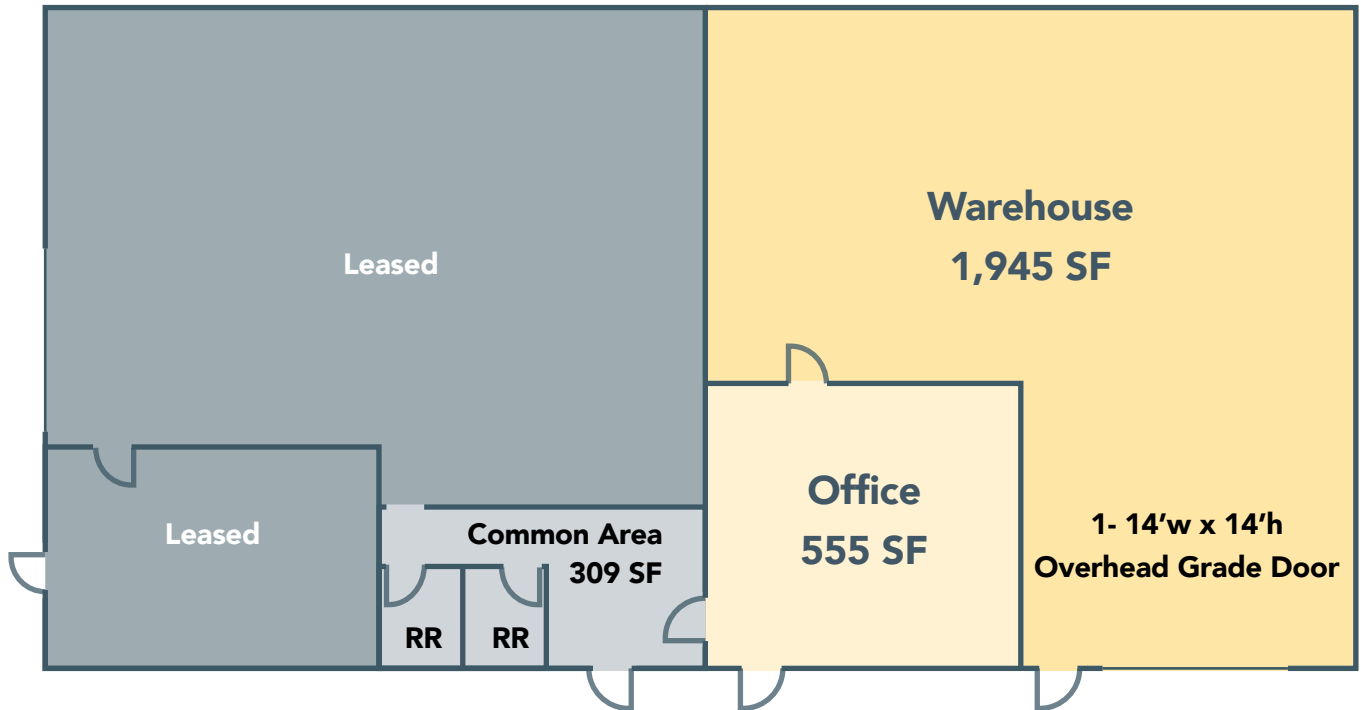 Warehouse
1,945 SF
Leased
Office
555 SF
1- 14’w x 14’h
Overhead Grade Door
Leased
Common Area
309 SF
RR
RR